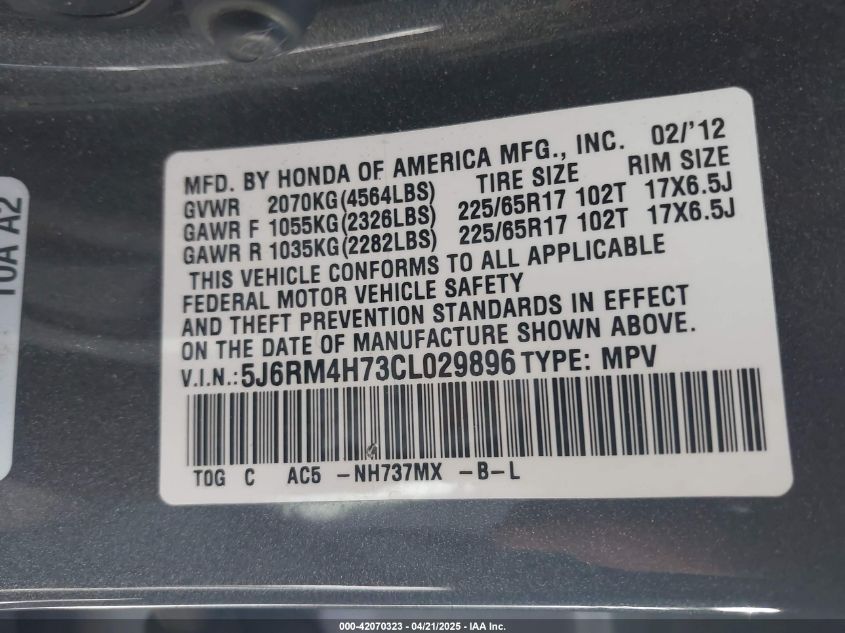 MFD. BY HONDA OF AMERICA MFG., INC. 02/'12
GVWR 2070KG(4564LBS) TIRE SIZE RIM SIZE
GAWR F 1055KG(2326LBS) 225/65R17 102T 17X6.5J
GAWR R 1035KG(2282LBS) 225/65R17 102T 17X6.5J
THIS VEHICLE CONFORMS TO ALL APPLICABLE
FEDERAL MOTOR VEHICLE SAFETY
AND THEFT PREVENTION STANDARDS IN EFFECT
ON THE DATE OF MANUFACTURE SHOWN ABOVE.
V.I.N.:5J6RM4H73CL029896 TYPE: MPV
T0G C AC5 -NH737MX -B-L
T0A A2
000-42070323 - 04/21/2025 - IAA Inc.